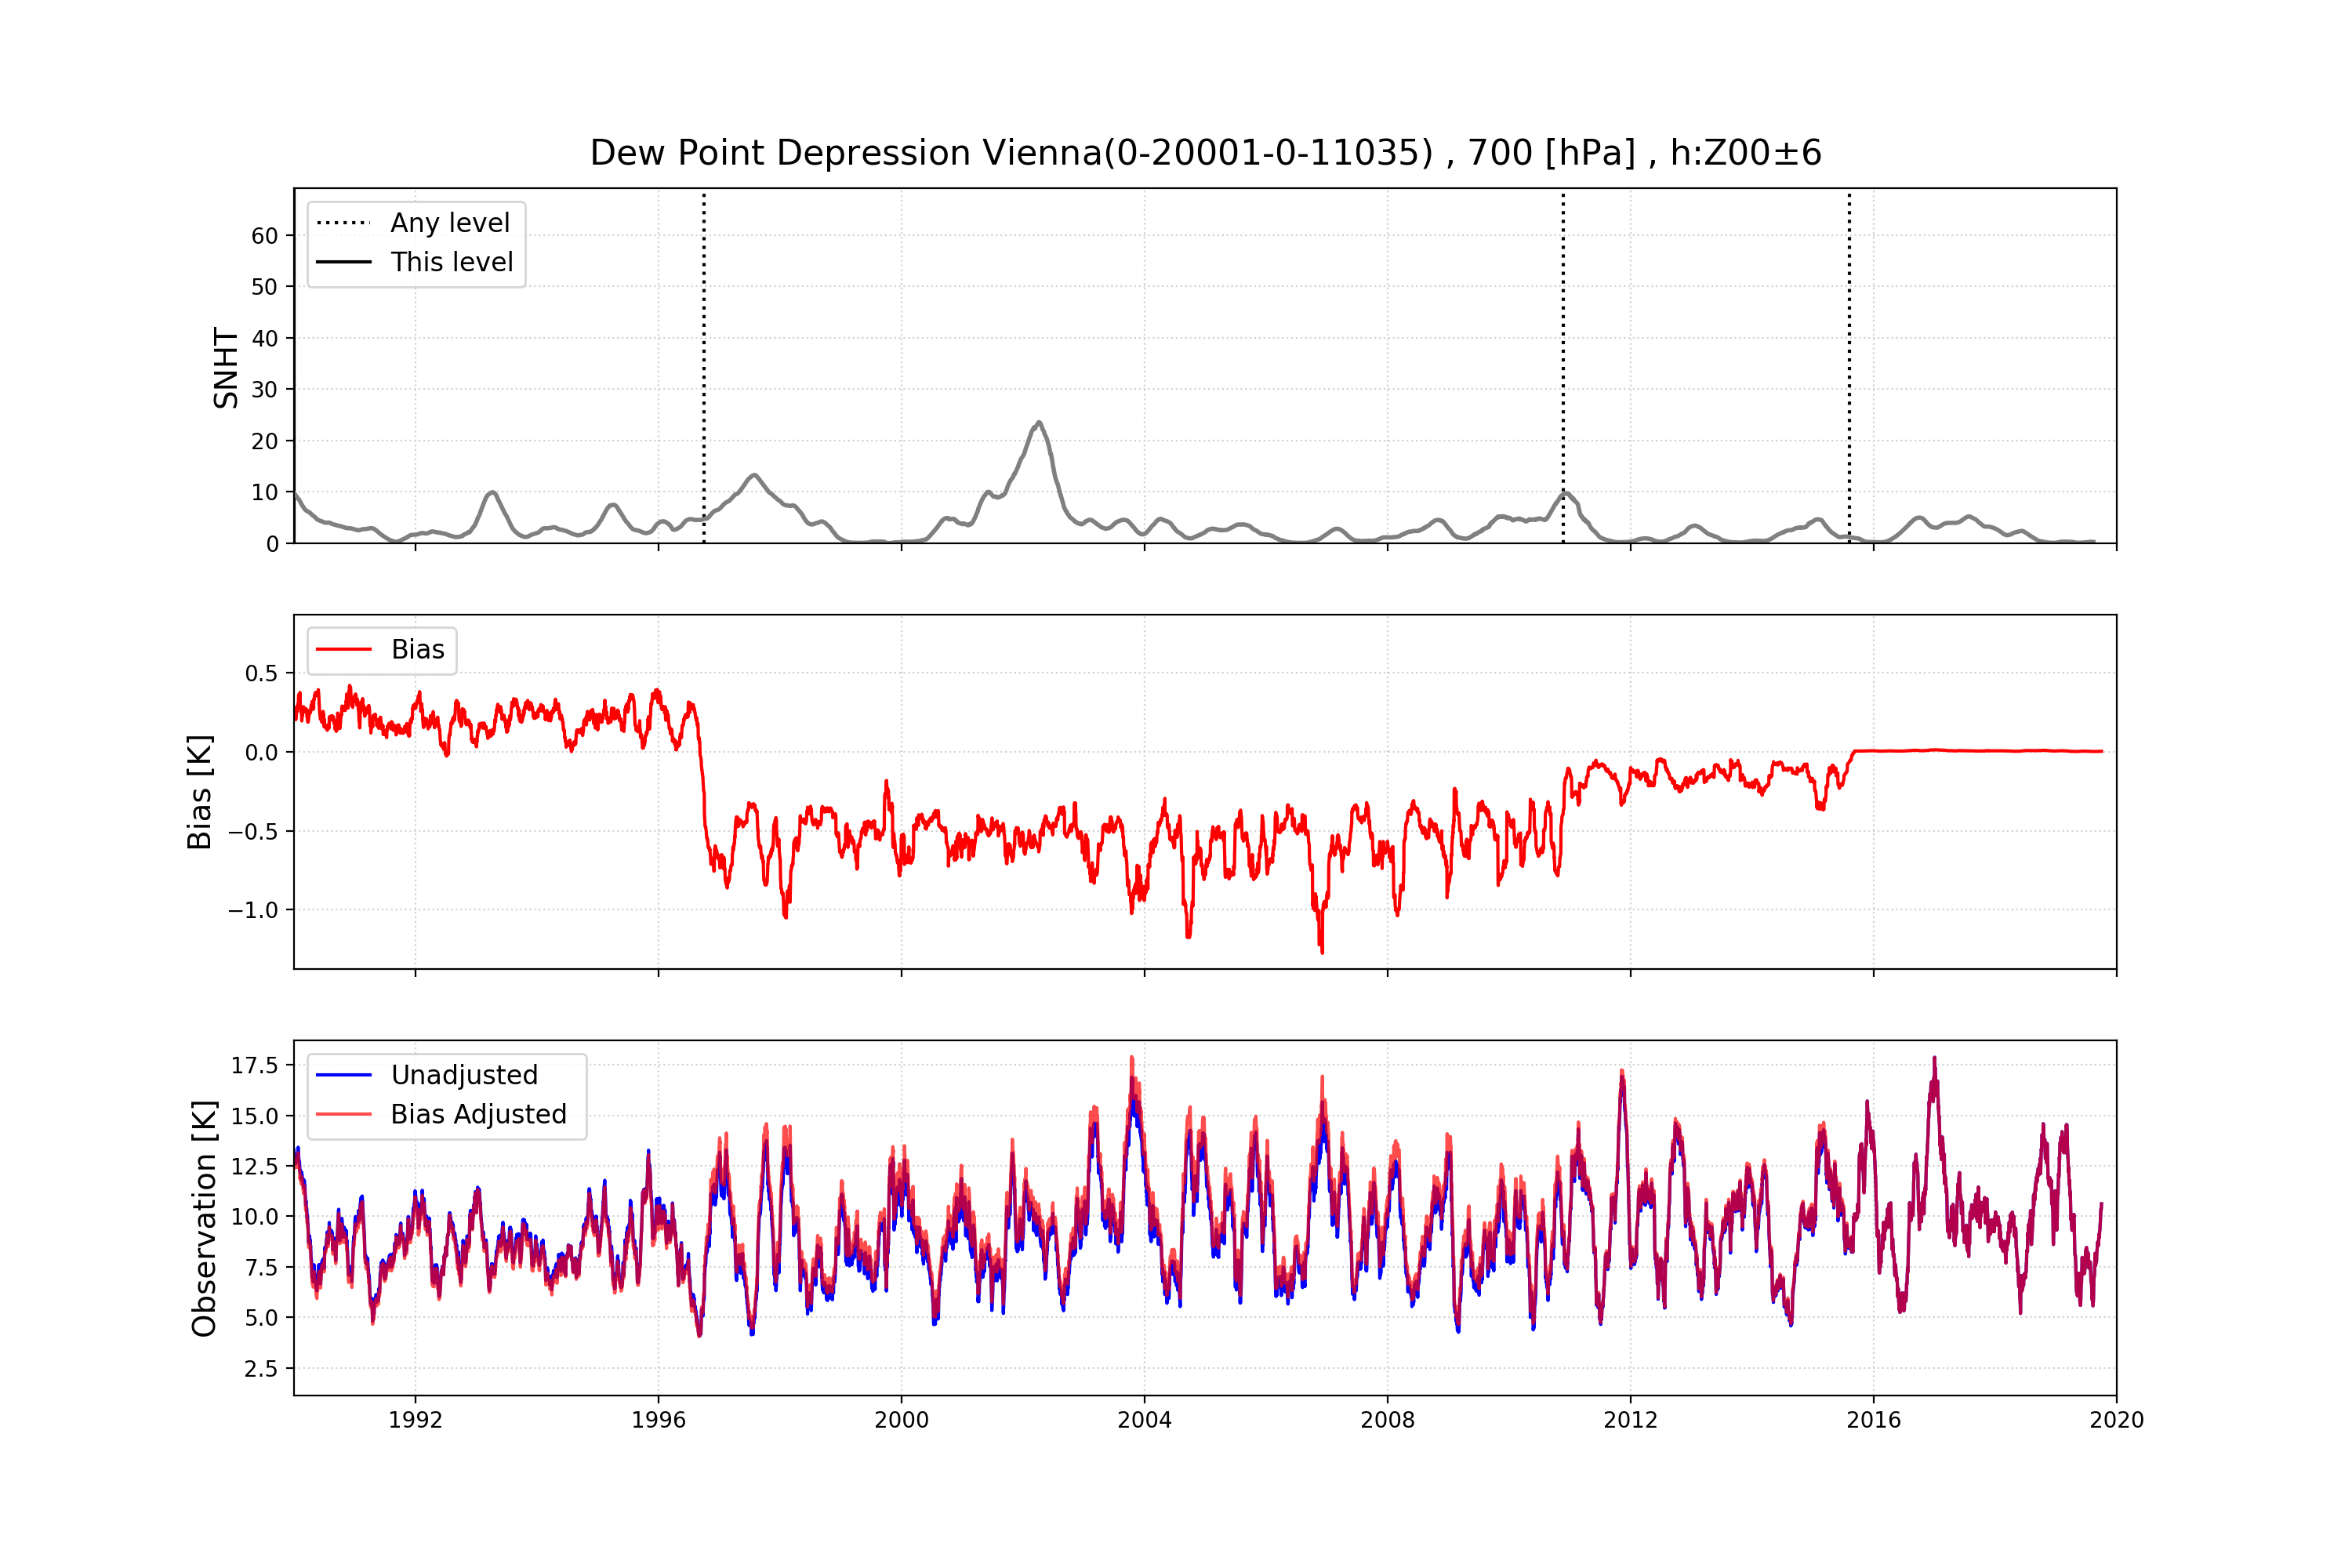 Dew Point Depression Vienna(0-20001-0-11035) , 700 [hPa] , h:Z00±6
SNHT
60
50
40
30
20
10
0
Any level
This level
Bias [K]
0.5
0.0
−0.5
−1.0
Bias
Observation [K]
17.5
15.0
12.5
10.0
7.5
5.0
2.5
Unadjusted
Bias Adjusted
1992 1996 2000 2004 2008 2012 2016 2020